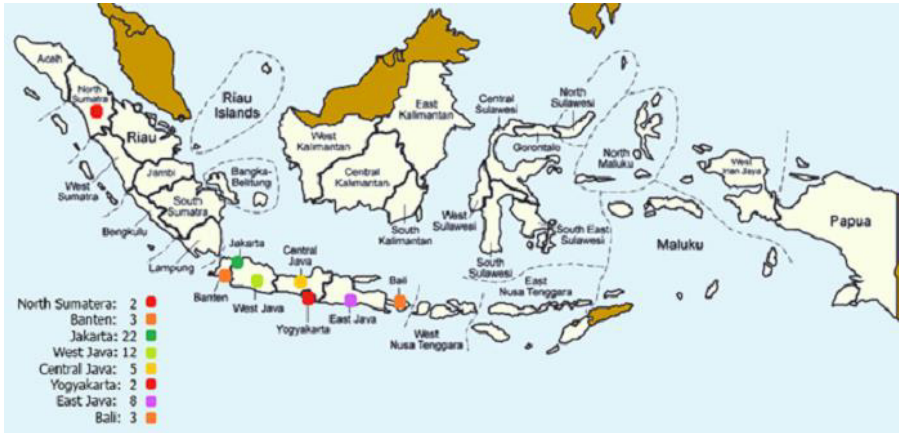 Aceh
North
Sumatra
Riau
Islands
Riau
West
Sumatra
Jambi
Bangka-
Belitung
South
Sumatra
Bengkulu
Lampung
West
Kalimantan
East
Kalimantan
Central
Kalimantan
South
Kalimantan
Central
Sulawesi
North
Sulawesi
Gorontalo
West
Sulawesi
South
Sulawesi
South East
Sulawesi
North
Maluku
Maluku
West
Irian Jaya
Papua
Jakarta
Banten
West Java
Central
Java
Yogyakarta
East Java
Bali
West
Nusa Tenggara
East
Nusa Tenggara
North Sumatera: 2
Banten: 3
Jakarta: 22
West Java: 12
Central Java: 5
Yogyakarta: 2
East Java: 8
Bali: 3